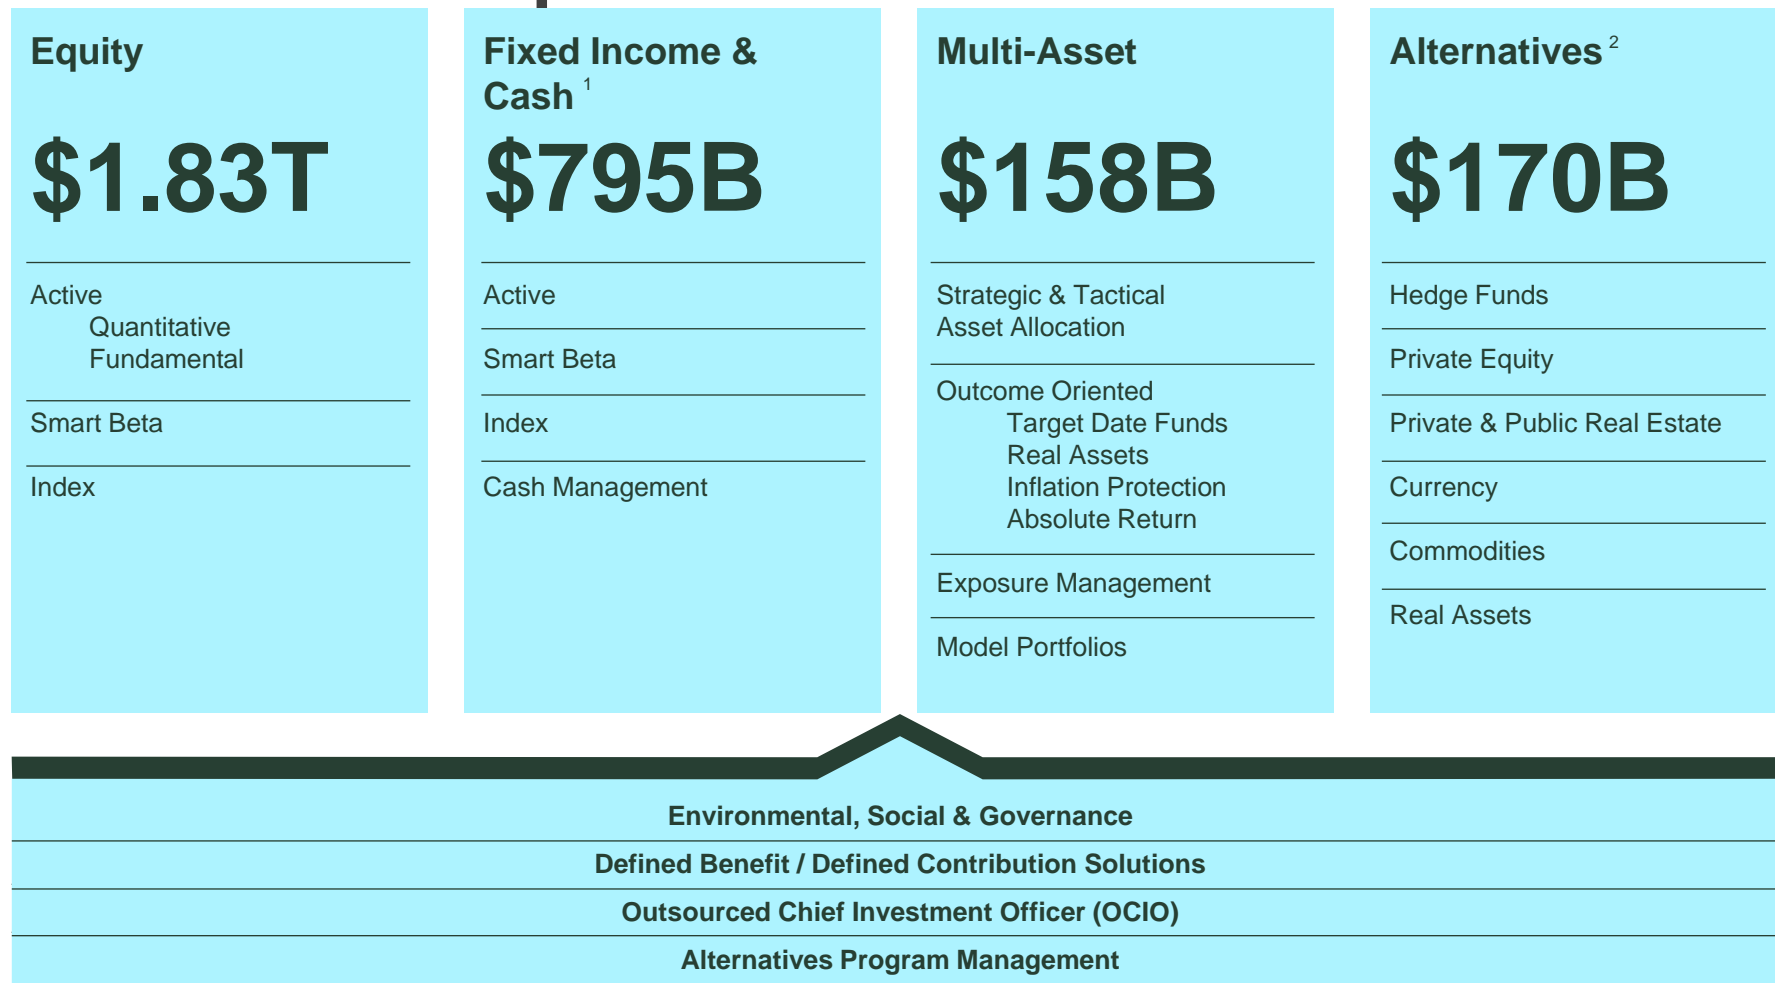 Equity
$1.83T
Active
Quantitative
Fundamental
Smart Beta
Index
Fixed Income &
Cash 1
$795B
Active
Smart Beta
Index
Cash Management
Multi-Asset
$158B
Strategic & Tactical
Asset Allocation
Outcome Oriented
Target Date Funds
Real Assets
Inflation Protection
Absolute Return
Exposure Management
Model Portfolios
Alternatives 2
$170B
Hedge Funds
Private Equity
Private & Public Real Estate
Currency
Commodities
Real Assets
Environmental, Social & Governance
Defined Benefit / Defined Contribution Solutions
Outsourced Chief Investment Officer (OCIO)
Alternatives Program Management